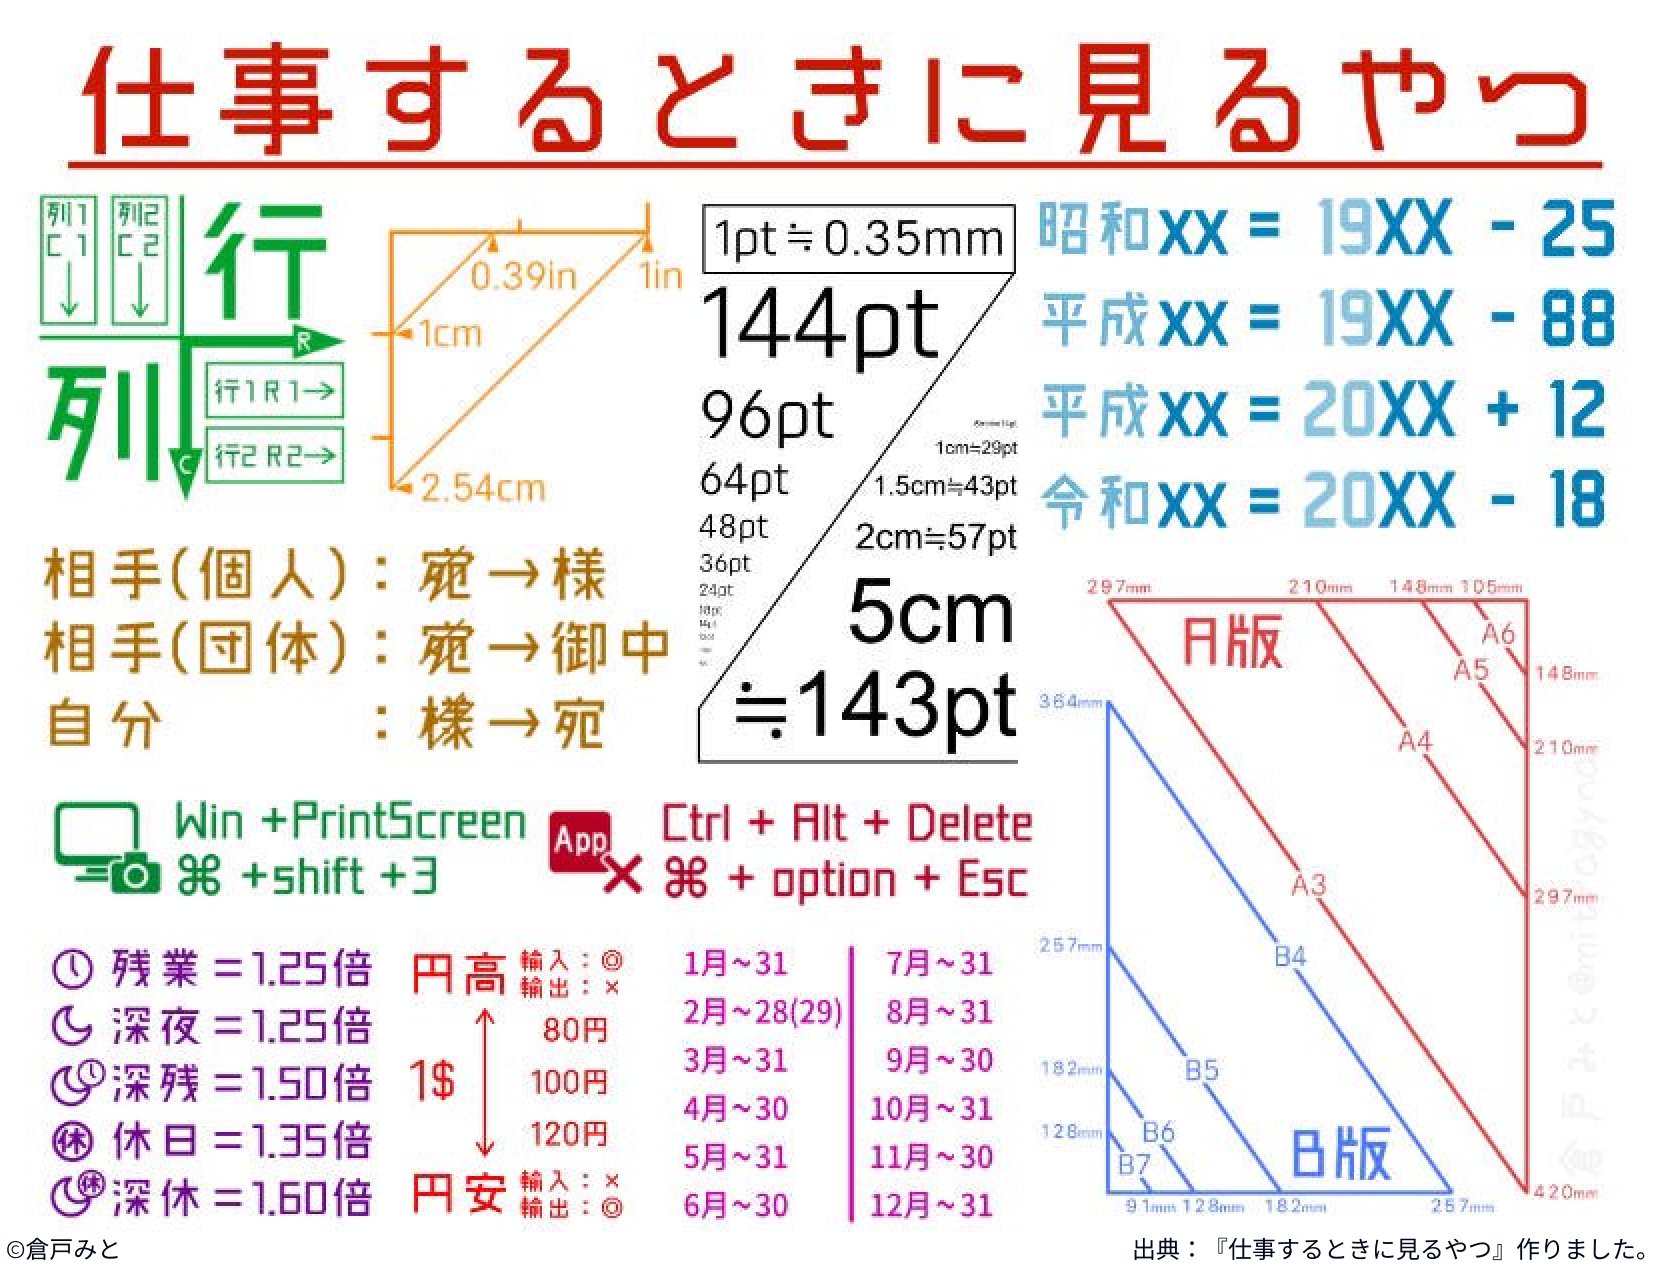 仕事するときに見るやつ
列1 C1↓
列2 C2↓
行
R
列
C
行1R1→
行2R2→
0.39in
1in
1cm
2.54cm
1pt≒0.35mm
144pt
96pt
64pt
48pt
36pt
24pt
18pt
14pt
1cm≒29pt
1.5cm≒43pt
2cm≒57pt
5cm
≒143pt
昭和XX = 19XX - 25
平成XX = 19XX - 88
平成XX = 20XX + 12
令和XX = 20XX - 18
相手(個人):宛→様
相手(団体):宛→御中
自分 :様→宛
Win +PrintScreen
⌘ +shift +3
App
Ctrl + Alt + Delete
⌘ + option + Esc
297mm 210mm 148mm 105mm
A版
A6
A5
A4
A3
148mm
210mm
297mm
420mm
364mm
257mm
182mm
128mm
B4
B5
B6
B7
B版
91mm 128mm 182mm 257mm
残業=1.25倍
深夜=1.25倍
深残=1.50倍
休 休日=1.35倍
休 深休=1.60倍
円高 輸入:◎
輸出:×
1$
80円
100円
120円
円安 輸入:×
輸出:◎
1月~31
2月~28(29)
3月~31
4月~30
5月~31
6月~30
7月~31
8月~31
9月~30
10月~31
11月~30
12月~31
©倉戸みと
出典:『仕事するときに見るやつ』作りました。